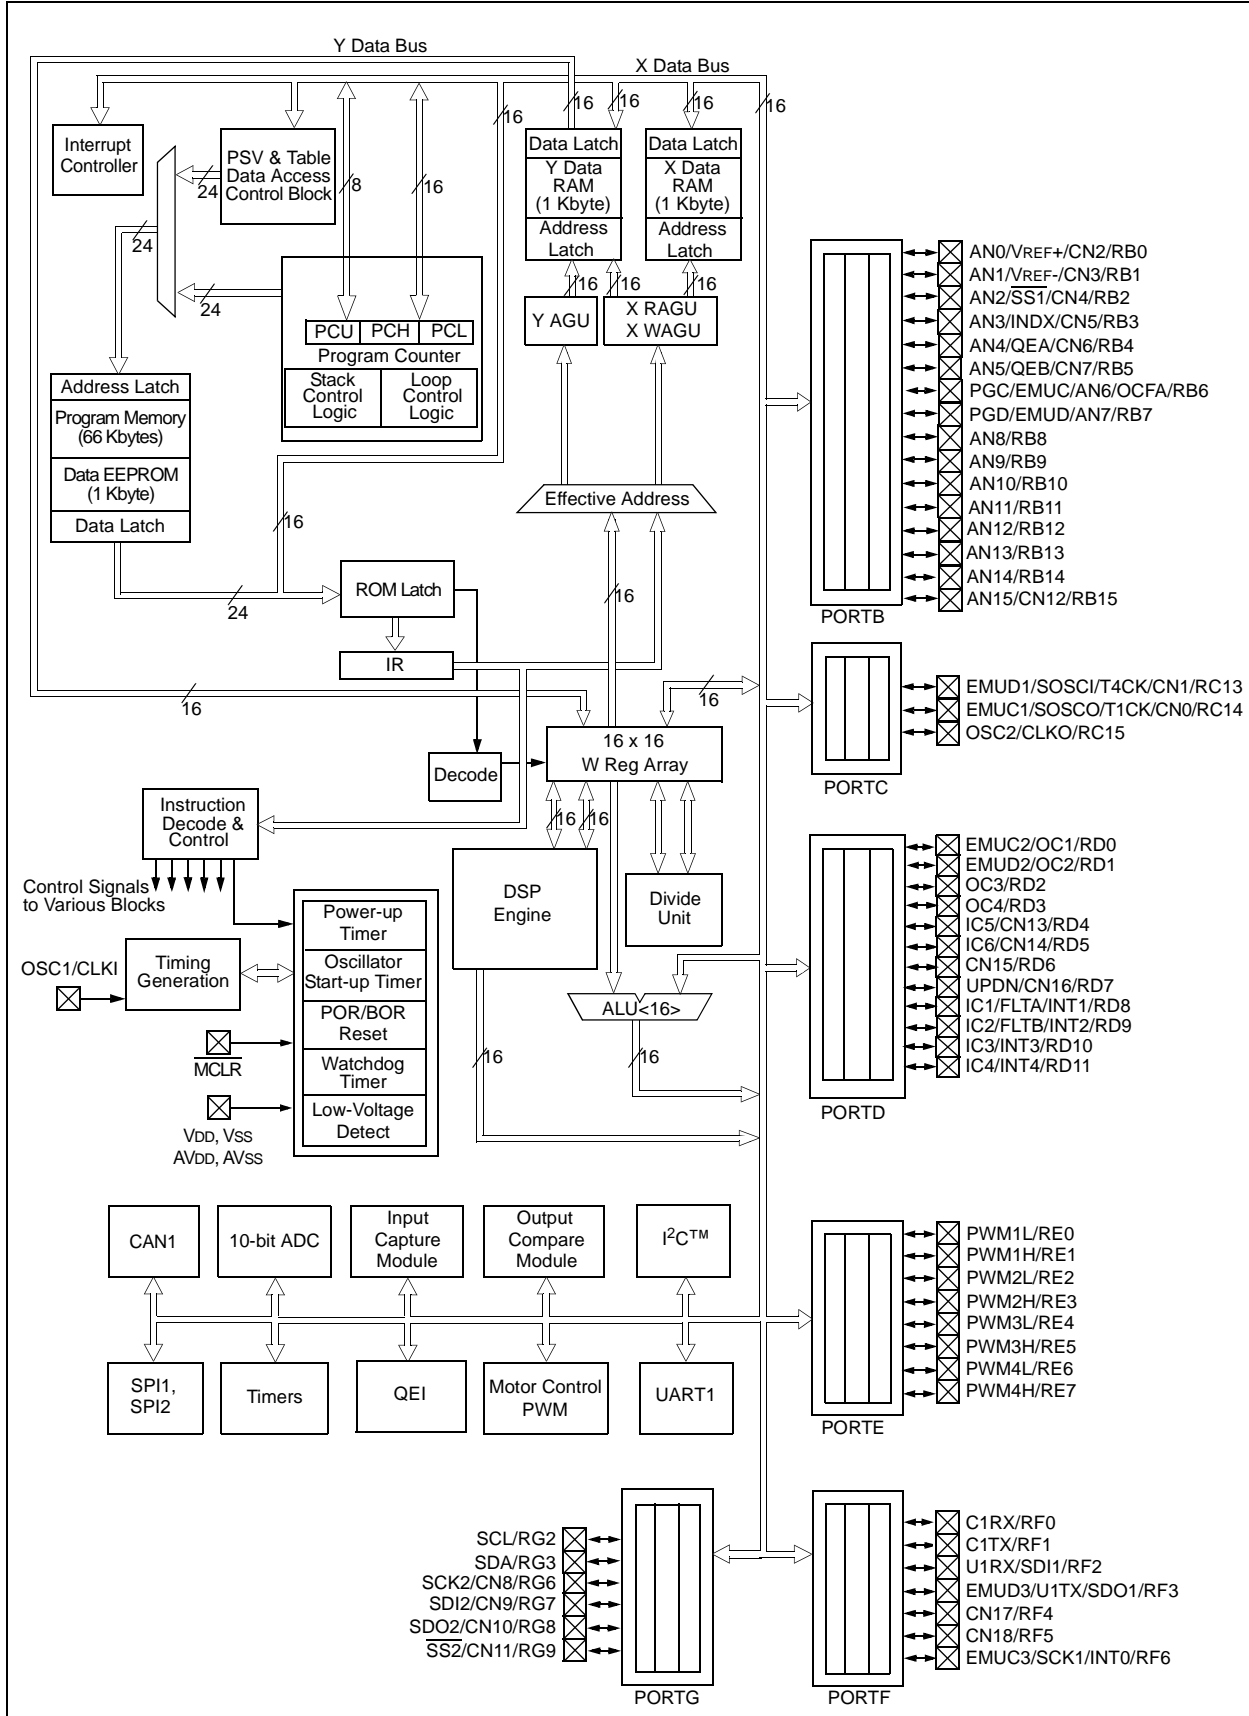 Y Data Bus
X Data Bus
16
16
16
16
16
Interrupt
Controller
PSV & Table
Data Access
Control Block
24
8
16
24
24
Data Latch
Y Data
RAM
(1 Kbyte)
Address
Latch
Data Latch
X Data
RAM
(1 Kbyte)
Address
Latch
16
16
16
Y AGU
X RAGU
X WAGU
PCU
PCH
PCL
Program Counter
Stack
Control
Logic
Loop
Control
Logic
Address Latch
Program Memory
(66 Kbytes)
Data EEPROM
(1 Kbyte)
Data Latch
16
24
Effective Address
ROM Latch
16
IR
16
16
16 x 16
W Reg Array
Decode
Instruction
Decode &
Control
Control Signals
to Various Blocks
16
16
DSP
Engine
Divide
Unit
Power-up
Timer
Oscillator
Start-up Timer
POR/BOR
Reset
Watchdog
Timer
Low-Voltage
Detect
OSC1/CLKI
Timing
Generation
MCLR
VDD, VSS
AVDD, AVSS
ALU<16>
16
16
CAN1
10-bit ADC
Input
Capture
Module
Output
Compare
Module
I²C™
SPI1,
SPI2
Timers
QEI
Motor Control
PWM
UART1
AN0/VREF+/CN2/RB0
AN1/VREF-/CN3/RB1
AN2/SS1/CN4/RB2
AN3/INDX/CN5/RB3
AN4/QEA/CN6/RB4
AN5/QEB/CN7/RB5
PGC/EMUC/AN6/OCFA/RB6
PGD/EMUD/AN7/RB7
AN8/RB8
AN9/RB9
AN10/RB10
AN11/RB11
AN12/RB12
AN13/RB13
AN14/RB14
AN15/CN12/RB15
PORTB
EMUD1/SOSCI/T4CK/CN1/RC13
EMUC1/SOSCO/T1CK/CN0/RC14
OSC2/CLKO/RC15
PORTC
EMUC2/OC1/RD0
EMUD2/OC2/RD1
OC3/RD2
OC4/RD3
IC5/CN13/RD4
IC6/CN14/RD5
CN15/RD6
UPDN/CN16/RD7
IC1/FLTA/INT1/RD8
IC2/FLTB/INT2/RD9
IC3/INT3/RD10
IC4/INT4/RD11
PORTD
PWM1L/RE0
PWM1H/RE1
PWM2L/RE2
PWM2H/RE3
PWM3L/RE4
PWM3H/RE5
PWM4L/RE6
PWM4H/RE7
PORTE
SCL/RG2
SDA/RG3
SCK2/CN8/RG6
SDI2/CN9/RG7
SDO2/CN10/RG8
SS2/CN11/RG9
PORTG
C1RX/RF0
C1TX/RF1
U1RX/SDI1/RF2
EMUD3/U1TX/SDO1/RF3
CN17/RF4
CN18/RF5
EMUC3/SCK1/INT0/RF6
PORTF